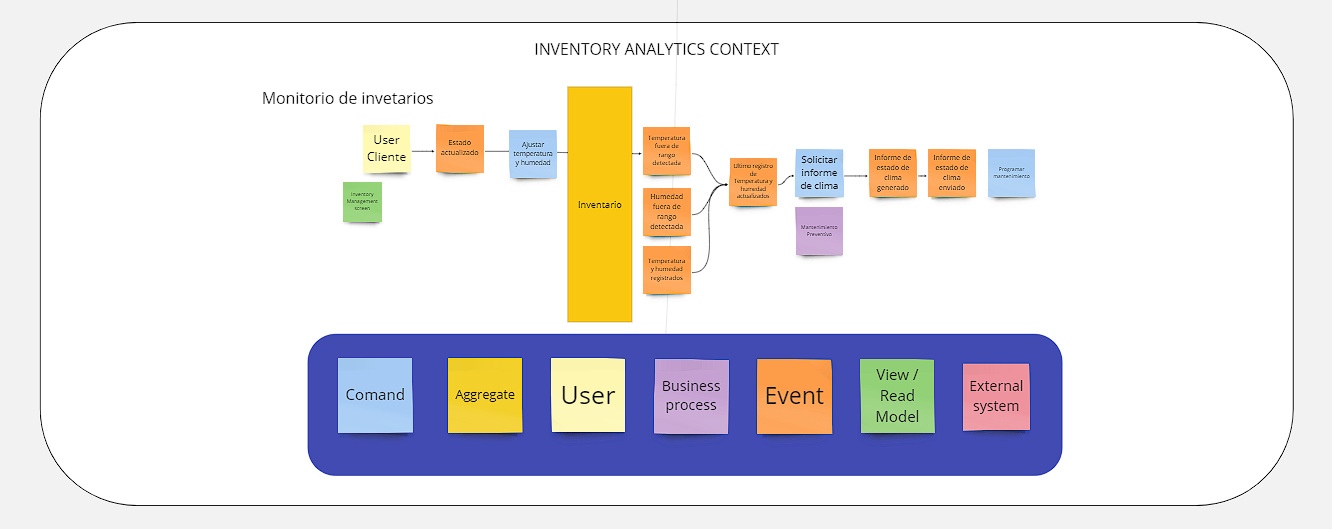 INVENTORY ANALYTICS CONTEXT
Monitorio de invetarios
User
Cliente
Inventory
Management
screen
Estado
actualizado
Ajustar
temperatura
y humedad
Inventario
Temperatura
fuera de
rango
detectada
Humedad
fuera de
rango
detectada
Temperatura
y humedad
registrados
Ultimo registro
de
Temperatura y
humedad
actualizados
Solicitar
informe
de clima
Mantenimiento
Preventivo
Informe de
estado de
clima
generado
Informe de
estado de
clima
enviado
Programar
mantenimiento
Comand
Aggregate
User
Business
process
Event
View /
Read
Model
External
system